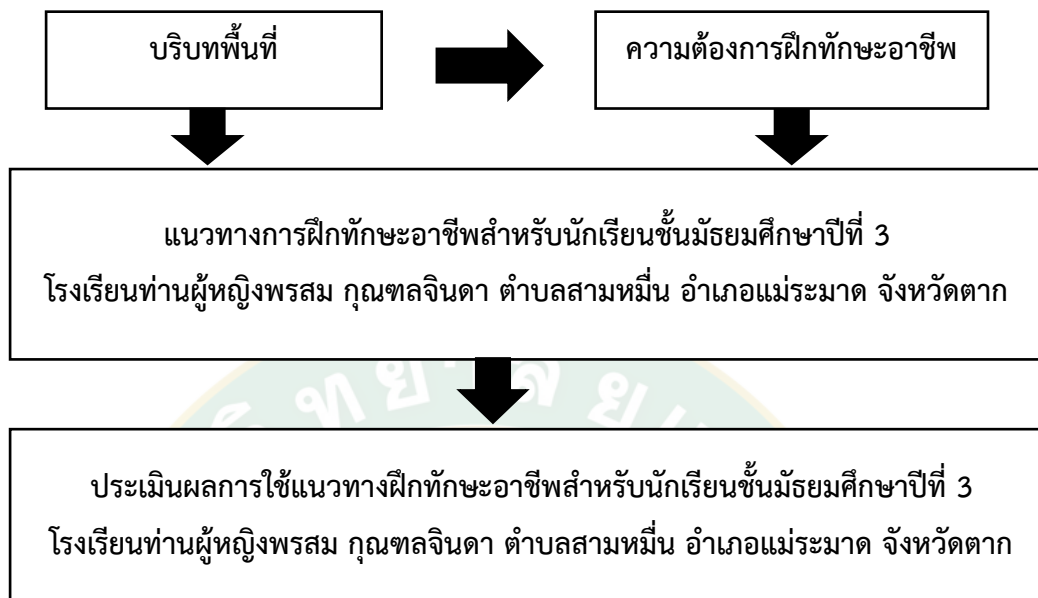 บริบทพื้นที่
ความต้องการฝึกทักษะอาชีพ
แนวทางการฝึกทักษะอาชีพสำหรับนักเรียนชั้นมัธยมศึกษาปีที่ 3
โรงเรียนท่านผู้หญิงพรสม กุณฑลจินดา ตำบลสามหมื่น อำเภอแม่ระมาด จังหวัดตาก
ประเมินผลการใช้แนวทางฝึกทักษะอาชีพสำหรับนักเรียนชั้นมัธยมศึกษาปีที่ 3
โรงเรียนท่านผู้หญิงพรสม กุณฑลจินดา ตำบลสามหมื่น อำเภอแม่ระมาด จังหวัดตาก